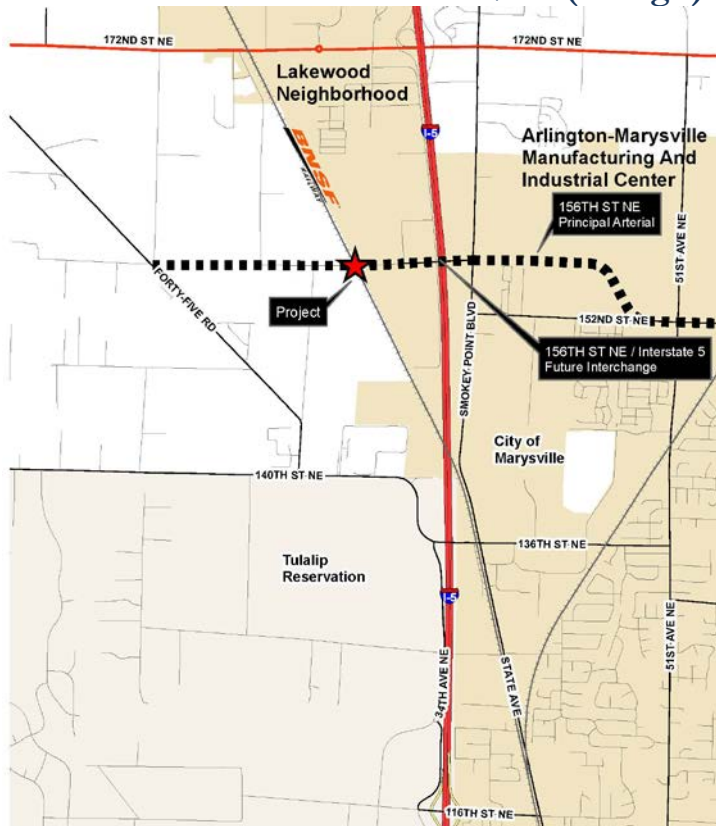 172ND ST NE
172ND ST NE
Lakewood
Neighborhood
I-5
BNSF
RAILWAY
Arlington-Marysville
Manufacturing And
Industrial Center
156TH ST NE
Principal Arterial
51ST AVE NE
FORTY-FIVE RD
Project
152ND ST NE
SMOKEY POINT BLVD
156TH ST NE / Interstate 5
Future Interchange
City of
Marysville
140TH ST NE
136TH ST NE
Tulalip
Reservation
I-5
34TH AVE NE
STATE AVE
51ST AVE NE
116TH ST NE